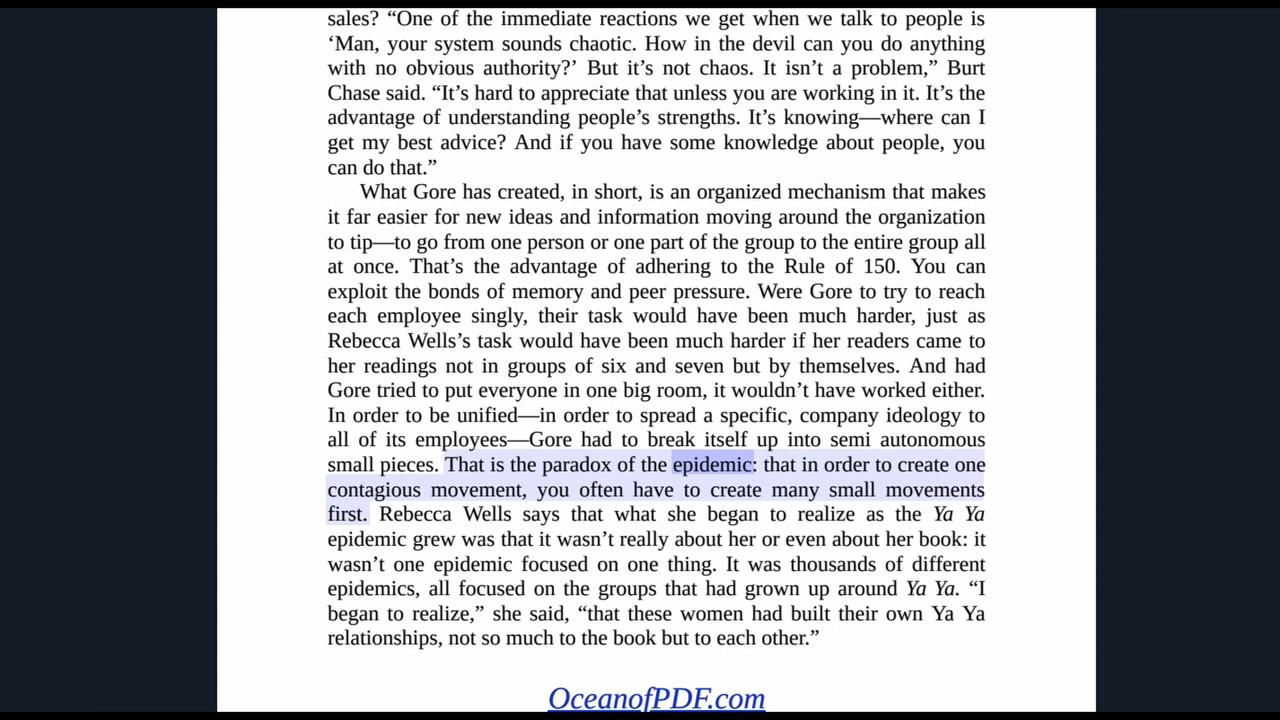 sales? “One of the immediate reactions we get when we talk to people is
‘Man, your system sounds chaotic. How in the devil can you do anything
with no obvious authority?’ But it’s not chaos. It isn’t a problem,” Burt
Chase said. “It’s hard to appreciate that unless you are working in it. It’s the
advantage of understanding people’s strengths. It’s knowing—where can I
get my best advice? And if you have some knowledge about people, you
can do that.”
What Gore has created, in short, is an organized mechanism that makes
it far easier for new ideas and information moving around the organization
to tip—to go from one person or one part of the group to the entire group all
at once. That’s the advantage of adhering to the Rule of 150. You can
exploit the bonds of memory and peer pressure. Were Gore to try to reach
each employee singly, their task would have been much harder, just as
Rebecca Wells’s task would have been much harder if her readers came to
her readings not in groups of six and seven but by themselves. And had
Gore tried to put everyone in one big room, it wouldn’t have worked either.
In order to be unified—in order to spread a specific, company ideology to
all of its employees—Gore had to break itself up into semi autonomous
small pieces. That is the paradox of the epidemic: that in order to create one
contagious movement, you often have to create many small movements
first. Rebecca Wells says that what she began to realize as the Ya Ya
epidemic grew was that it wasn’t really about her or even about her book: it
wasn’t one epidemic focused on one thing. It was thousands of different
epidemics, all focused on the groups that had grown up around Ya Ya. “I
began to realize,” she said, “that these women had built their own Ya Ya
relationships, not so much to the book but to each other.”
OceanofPDF.com